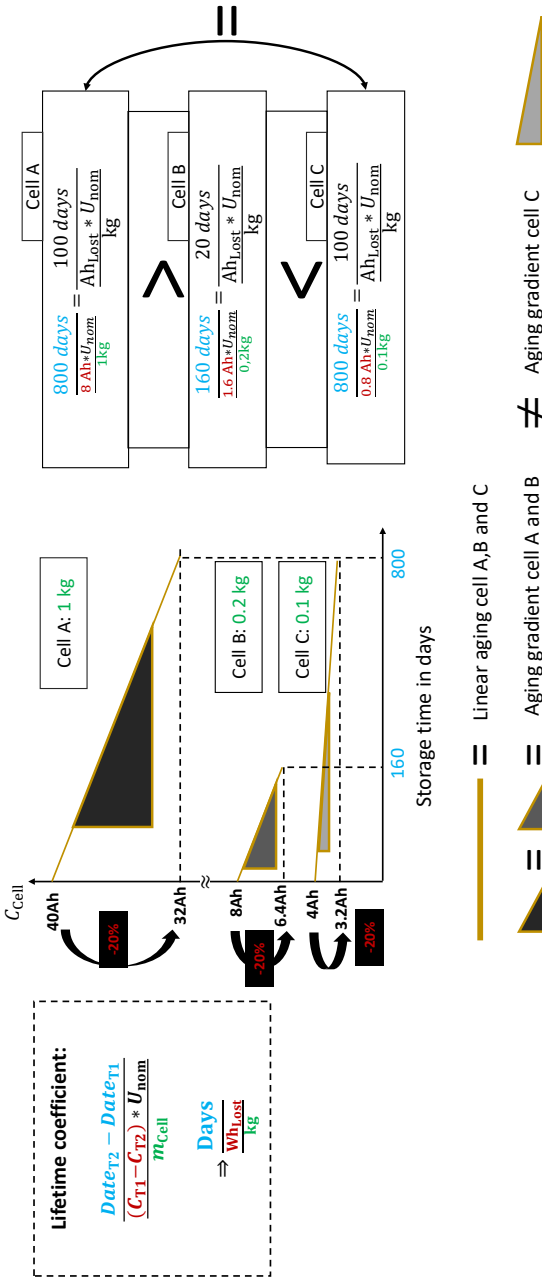 Lifetime coefficient:
Date_T2 − Date_T1
(C_T1−C_T2) * U_nom
m_Cell
⇒ Days
Wh_Lost
kg
C_Cell
40Ah
-20%
32Ah
8Ah
-20%
6.4Ah
4Ah
-20%
3.2Ah
Cell A: 1 kg
Cell B: 0.2 kg
Cell C: 0.1 kg
160
800
Storage time in days
Cell A
800 days = 100 days
8 Ah*U_nom Ah_Lost * U_nom
1kg kg
>
Cell B
160 days = 20 days
1.6 Ah*U_nom Ah_Lost * U_nom
0,2kg kg
<
Cell C
800 days = 100 days
0.8 Ah*U_nom Ah_Lost * U_nom
0.1kg kg
=
= Linear aging cell A,B and C
= = Aging gradient cell A and B ≠ Aging gradient cell C